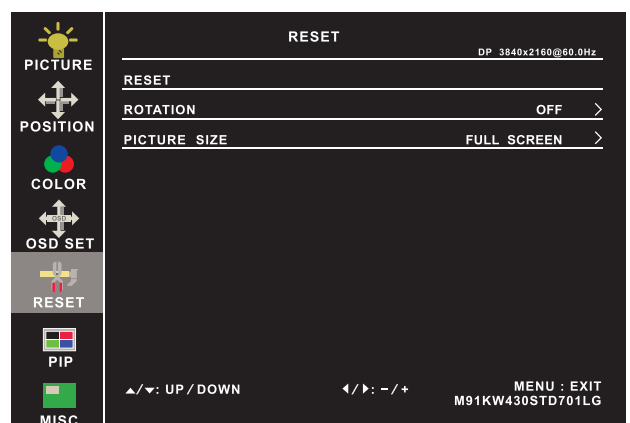 PICTURE
POSITION
COLOR
OSD
OSD SET
RESET
PIP
MISC
RESET
DP 3840x2160@60.0Hz
RESET
ROTATION OFF >
PICTURE SIZE FULL SCREEN >
▲/▼: UP/DOWN ◀/▶: -/+ MENU : EXIT
M91KW430STD701LG